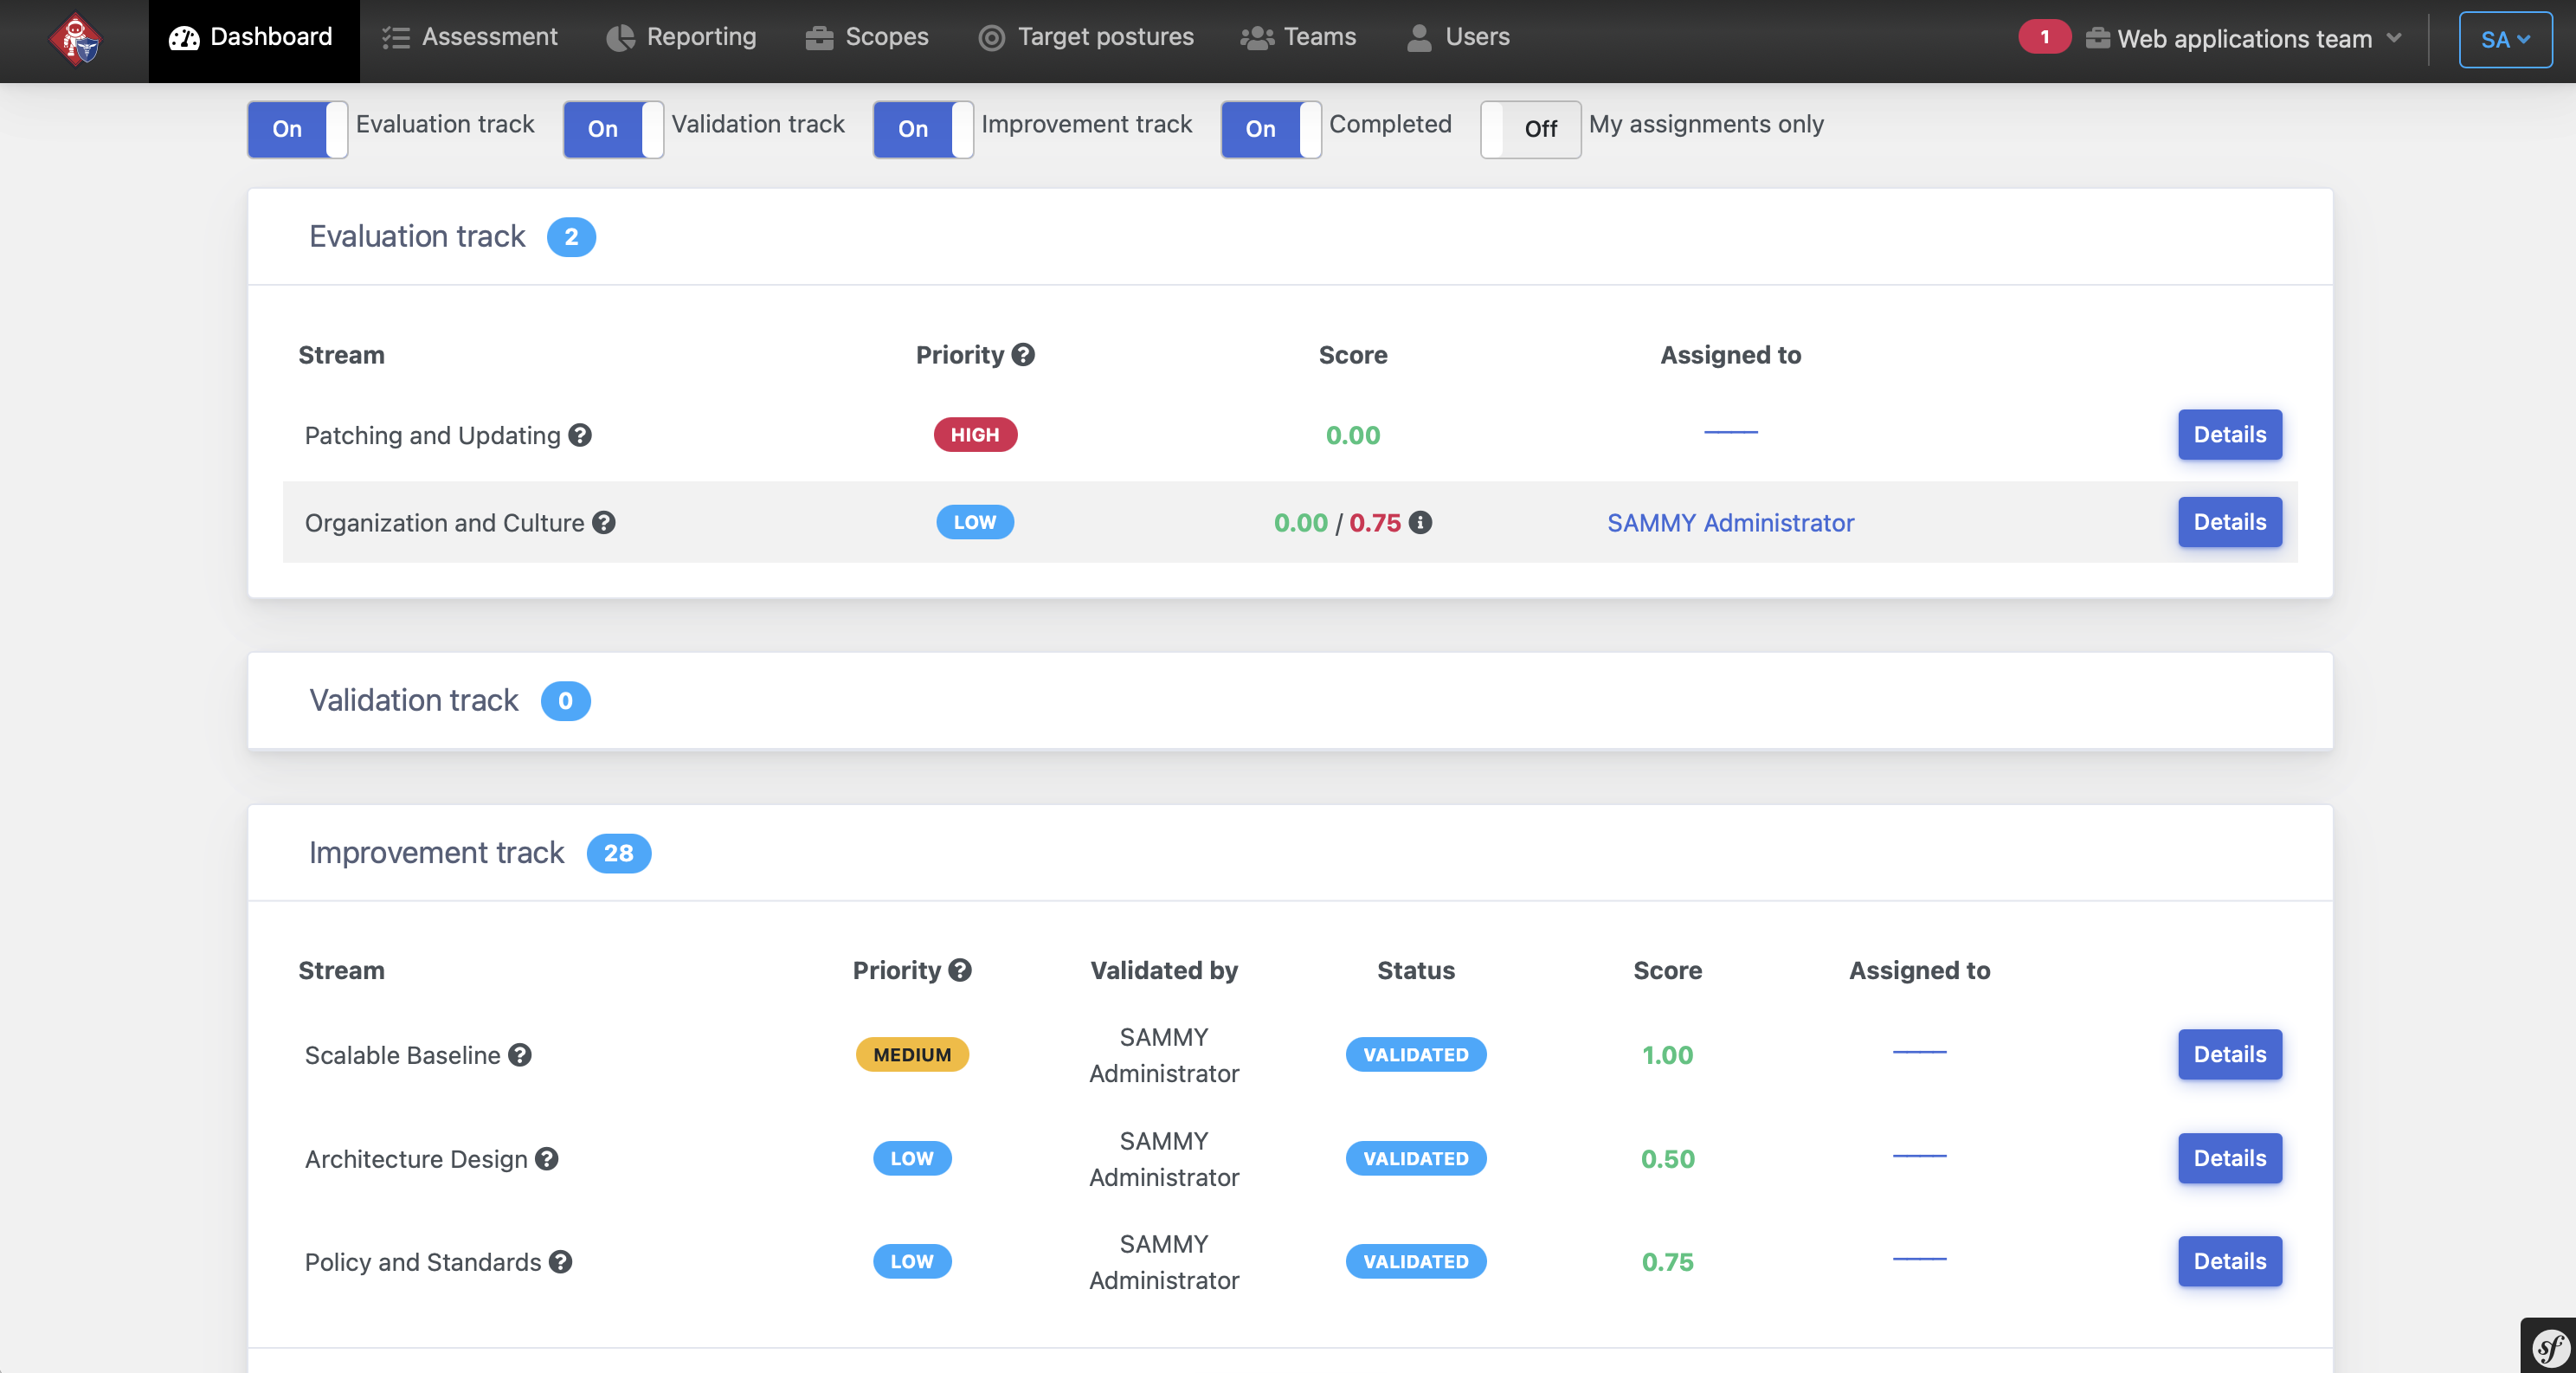 Dashboard Assessment Reporting Scopes Target postures Teams Users 1 Web applications team SA
On Evaluation track On Validation track On Improvement track On Completed Off My assignments only
Evaluation track 2
Stream Priority Score Assigned to
Patching and Updating HIGH 0.00 Details
Organization and Culture LOW 0.00 / 0.75 SAMMY Administrator Details
Validation track 0
Improvement track 28
Stream Priority Validated by Status Score Assigned to
Scalable Baseline MEDIUM SAMMY Administrator VALIDATED 1.00 Details
Architecture Design LOW SAMMY Administrator VALIDATED 0.50 Details
Policy and Standards LOW SAMMY Administrator VALIDATED 0.75 Details
sf